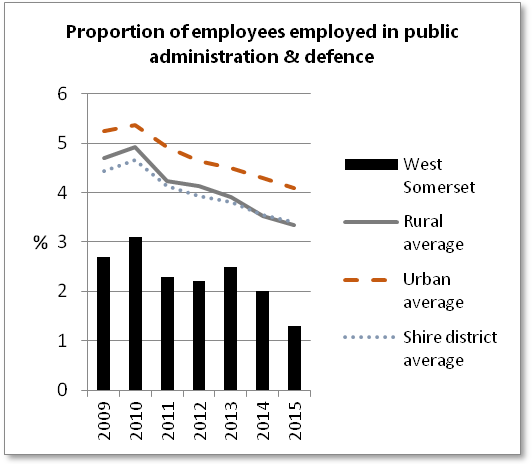 Proportion of employees employed in public
administration & defence
6
5
4
3
2
1
0
%
2009
2010
2011
2012
2013
2014
2015
West
Somerset
Rural
average
Urban
average
Shire district
average